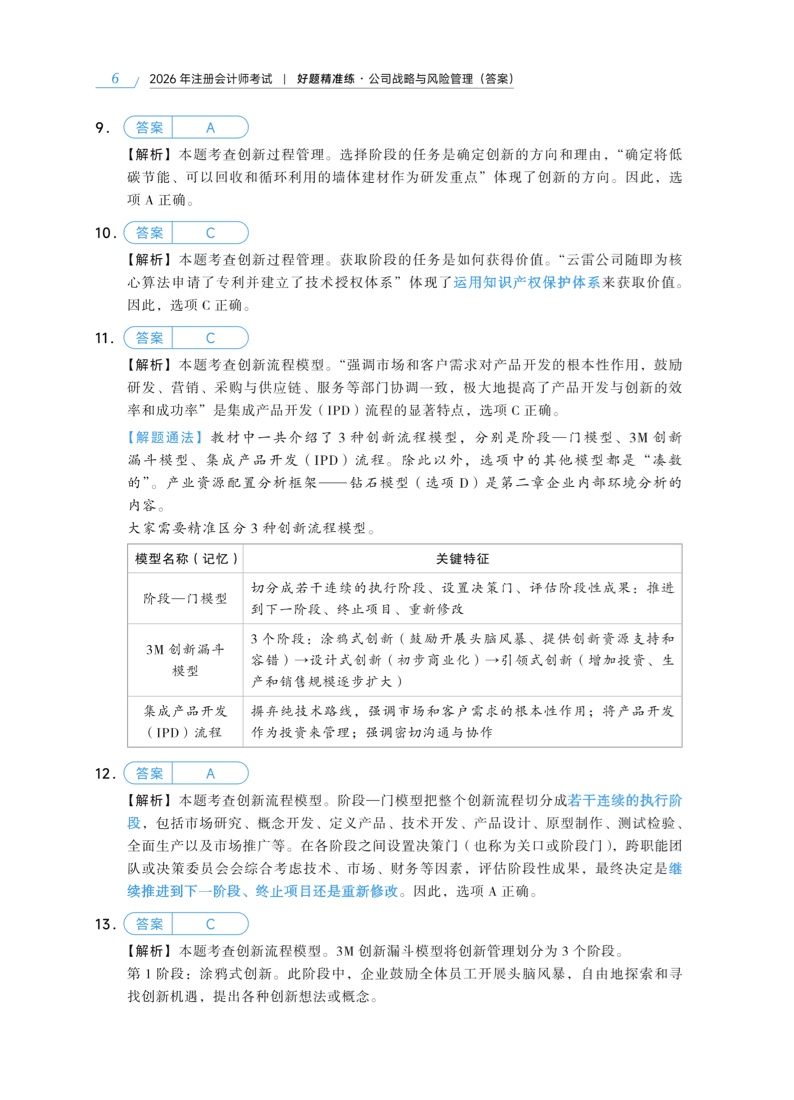 6 2026 年注册会计师考试 | 好题精准练·公司战略与风险管理（答案）
9. 答案 A
【解析】本题考查创新过程管理。选择阶段的任务是确定创新的方向和理由，“确定将低
碳节能、可以回收和循环利用的墙体建材作为研发重点”体现了创新的方向。因此，选
项 A 正确。
10. 答案 C
【解析】本题考查创新过程管理。获取阶段的任务是如何获得价值。“云雷公司随即为核
心算法申请了专利并建立了技术授权体系”体现了运用知识产权保护体系来获取价值。
因此，选项 C 正确。
11. 答案 C
【解析】本题考查创新流程模型。“强调市场和客户需求对产品开发的根本性作用，鼓励
研发、营销、采购与供应链、服务等部门协调一致，极大地提高了产品开发与创新的效
率和成功率”是集成产品开发（IPD）流程的显著特点，选项 C 正确。
【解题通法】教材中一共介绍了 3 种创新流程模型，分别是阶段—门模型、3M 创新
漏斗模型、集成产品开发（IPD）流程。除此以外，选项中的其他模型都是“凑数
的”。产业资源配置分析框架——钻石模型（选项 D）是第二章企业内部环境分析的
内容。
大家需要精准区分 3 种创新流程模型。
模型名称（记忆） 关键特征
阶段—门模型 切分成若干连续的执行阶段、设置决策门、评估阶段性成果：推进
到下一阶段、终止项目、重新修改
3M 创新漏斗
模型
3 个阶段：涂鸦式创新（鼓励开展头脑风暴、提供创新资源支持和
容错）→设计式创新（初步商业化）→引领式创新（增加投资、生
产和销售规模逐步扩大）
集成产品开发
（IPD）流程
摒弃纯技术路线，强调市场和客户需求的根本性作用；将产品开发
作为投资来管理；强调密切沟通与协作
12. 答案 A
【解析】本题考查创新流程模型。阶段—门模型把整个创新流程切分成若干连续的执行阶
段，包括市场研究、概念开发、定义产品、技术开发、产品设计、原型制作、测试检验、
全面生产以及市场推广等。在各阶段之间设置决策门（也称为关口或阶段门），跨职能团
队或决策委员会会综合考虑技术、市场、财务等因素，评估阶段性成果，最终决定是继
续推进到下一阶段、终止项目还是重新修改。因此，选项 A 正确。
13. 答案 C
【解析】本题考查创新流程模型。3M 创新漏斗模型将创新管理划分为 3 个阶段。
第 1 阶段：涂鸦式创新。此阶段中，企业鼓励全体员工开展头脑风暴，自由地探索和寻
找创新机遇，提出各种创新想法或概念。